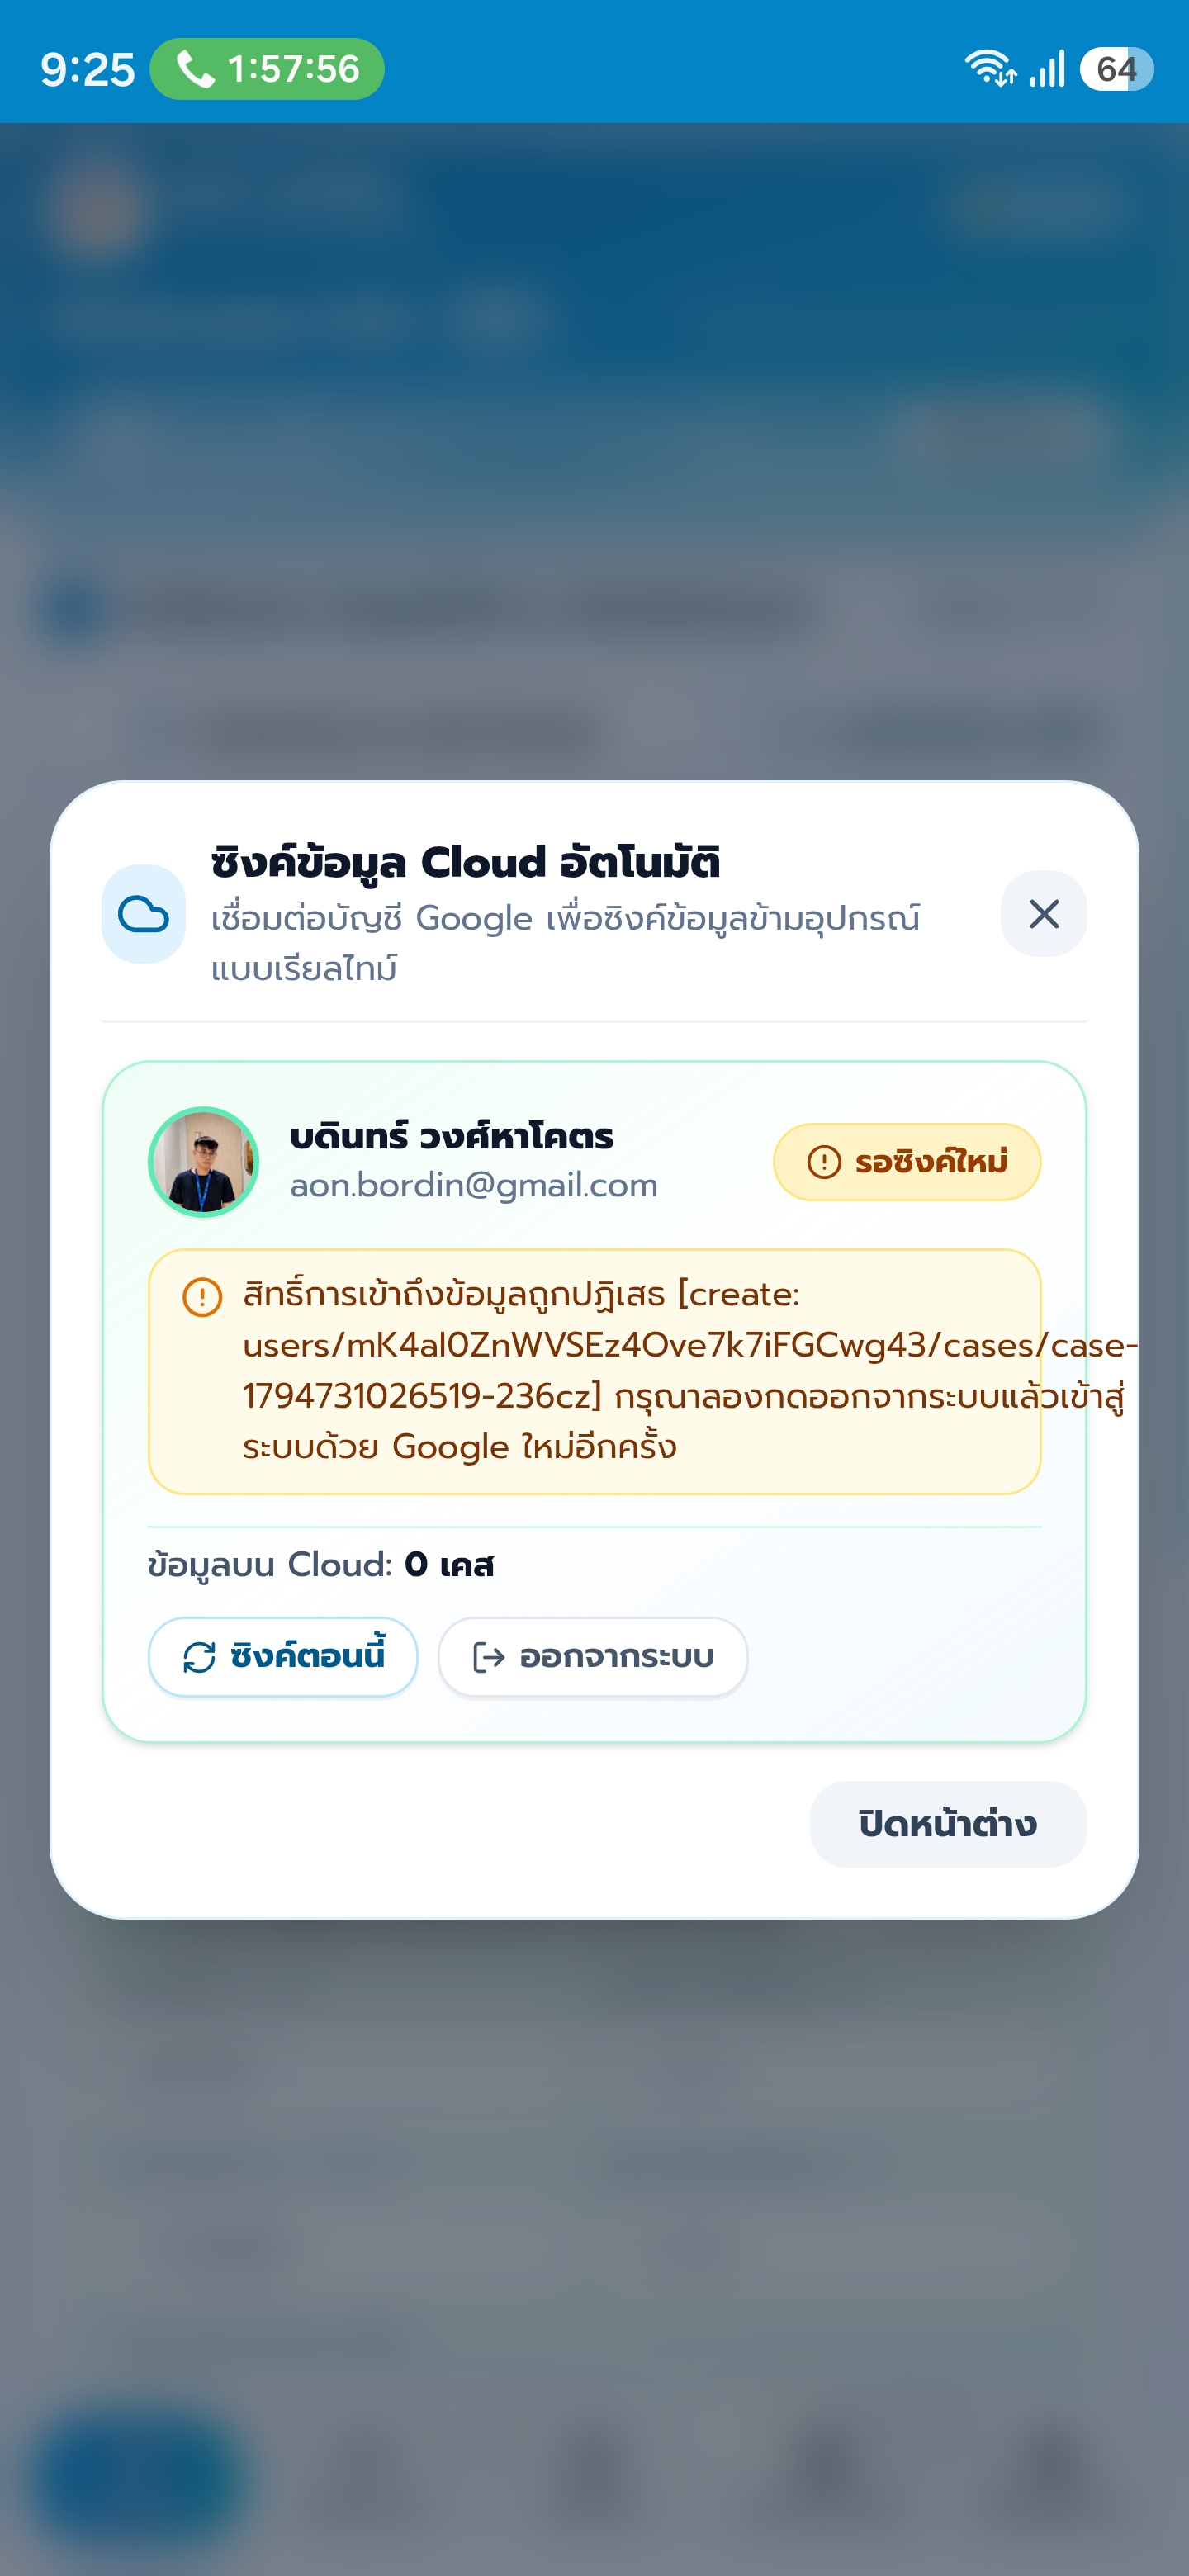 9:25
1:57:56
64
ซิงค์ข้อมูล Cloud อัตโนมัติ
เชื่อมต่อบัญชี Google เพื่อซิงค์ข้อมูลข้ามอุปกรณ์
แบบเรียลไทม์
บดินทร์ วงศ์หาโคตร
aon.bordin@gmail.com
รอซิงค์ใหม่
สิทธิ์การเข้าถึงข้อมูลถูกปฏิเสธ [create:
users/mK4al0ZnWVSEz4Ove7k7iFGCwg43/cases/case-
1794731026519-236cz] กรุณาลองกดออกจากระบบแล้วเข้าสู่
ระบบด้วย Google ใหม่อีกครั้ง
ข้อมูลบน Cloud: 0 เคส
ซิงค์ตอนนี้
ออกจากระบบ
ปิดหน้าต่าง